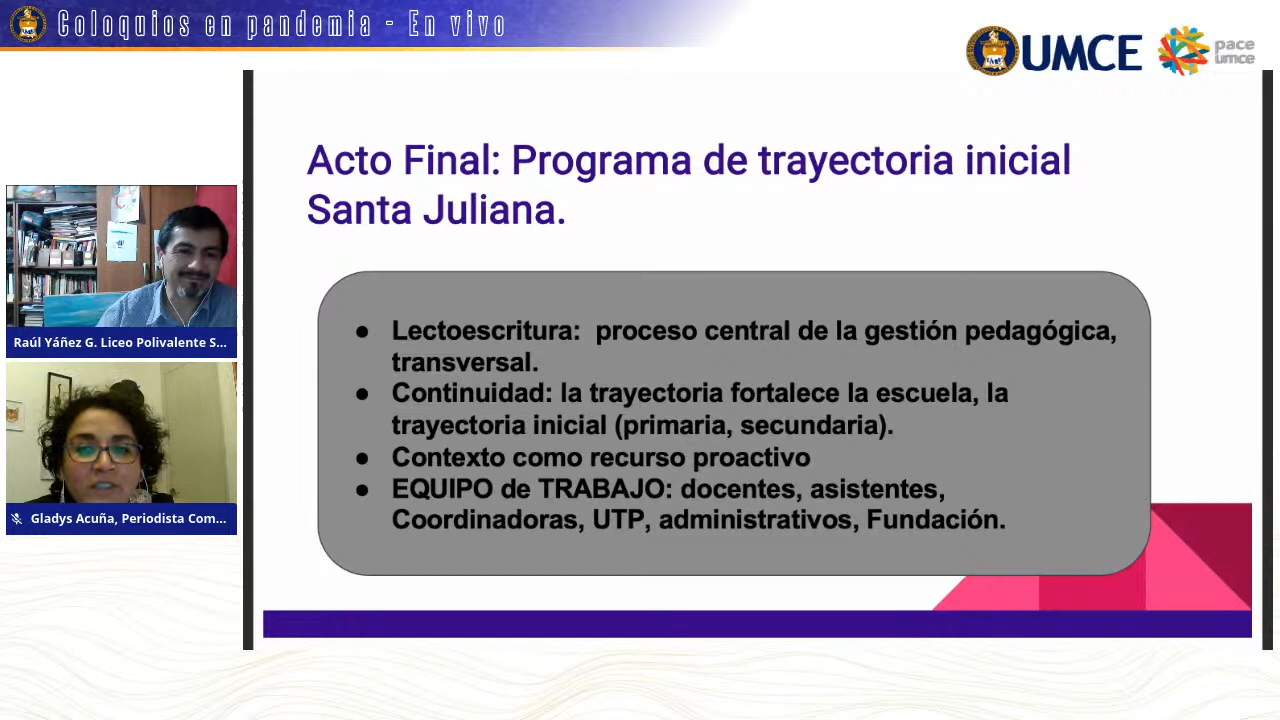 Coloquios en pandemia - En vivo
UMCE
pace
umce
Acto Final: Programa de trayectoria inicial
Santa Juliana.
● Lectoescritura:  proceso central de la gestión pedagógica,
transversal.
● Continuidad: la trayectoria fortalece la escuela, la
trayectoria inicial (primaria, secundaria).
● Contexto como recurso proactivo
● EQUIPO de TRABAJO: docentes, asistentes,
Coordinadoras, UTP, administrativos, Fundación.
Raúl Yáñez G. Liceo Polivalente S...
Gladys Acuña, Periodista Com...